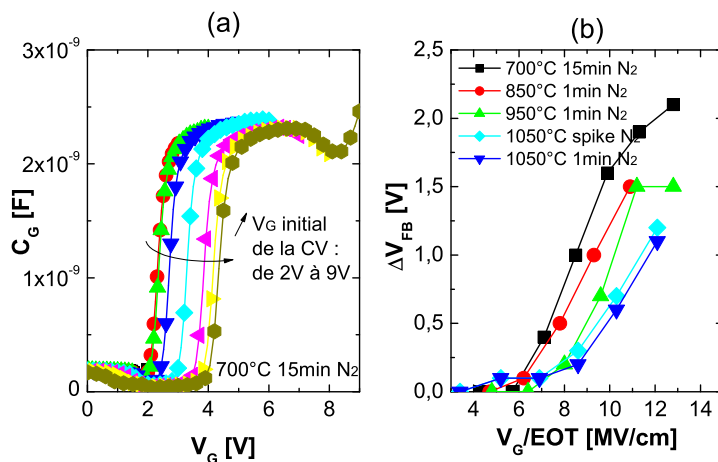 (a)
3x10⁻⁹
2x10⁻⁹
1x10⁻⁹
0
C_G [F]
V_G initial
de la CV :
de 2V à 9V
700°C 15min N₂
0 2 4 6 8
V_G [V]
(b)
2,5
2,0
1,5
1,0
0,5
0,0
ΔV_FB [V]
700°C 15min N₂
850°C 1min N₂
950°C 1min N₂
1050°C spike N₂
1050°C 1min N₂
4 6 8 10 12 14
V_G/EOT [MV/cm]